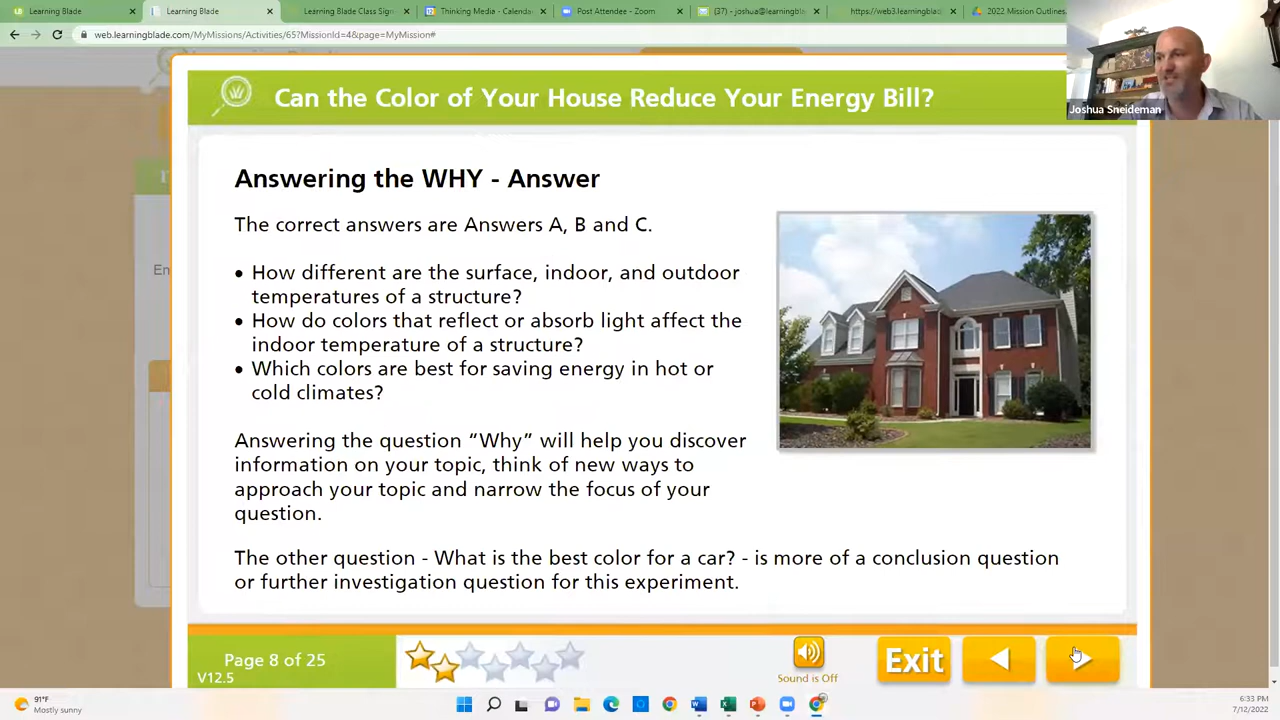 Learning Blade
Learning Blade
Learning Blade Class Sign
Thinking Media - Calendar
Post Attendee - Zoom
(37) - joshua@learningbla
https://web3.learningblad
2022 Mission Outlines
web.learningblade.com/MyMissions/Activities/65?MissionId=4&page=MyMission#
Joshua Sneideman
Can the Color of Your House Reduce Your Energy Bill?
Answering the WHY - Answer
The correct answers are Answers A, B and C.
• How different are the surface, indoor, and outdoor
temperatures of a structure?
• How do colors that reflect or absorb light affect the
indoor temperature of a structure?
• Which colors are best for saving energy in hot or
cold climates?
Answering the question “Why” will help you discover
information on your topic, think of new ways to
approach your topic and narrow the focus of your
question.
The other question - What is the best color for a car? - is more of a conclusion question
or further investigation question for this experiment.
En
Page 8 of 25
V12.5
Sound is Off
Exit
91°F
Mostly sunny
6:33 PM
7/12/2022